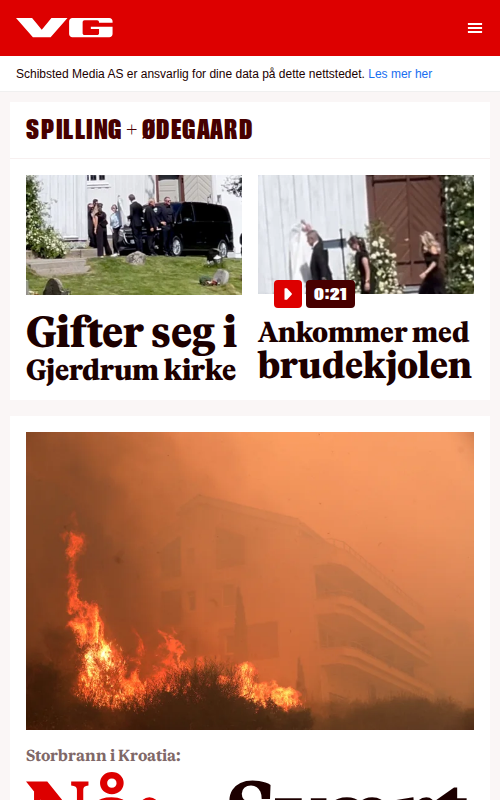 VG
Schibsted Media AS er ansvarlig for dine data på dette nettstedet. Les mer her
SPILLING + ØDEGAARD
0:21
Gifter seg i
Gjerdrum kirke
Ankommer med
brudekjolen
Storbrann i Kroatia: